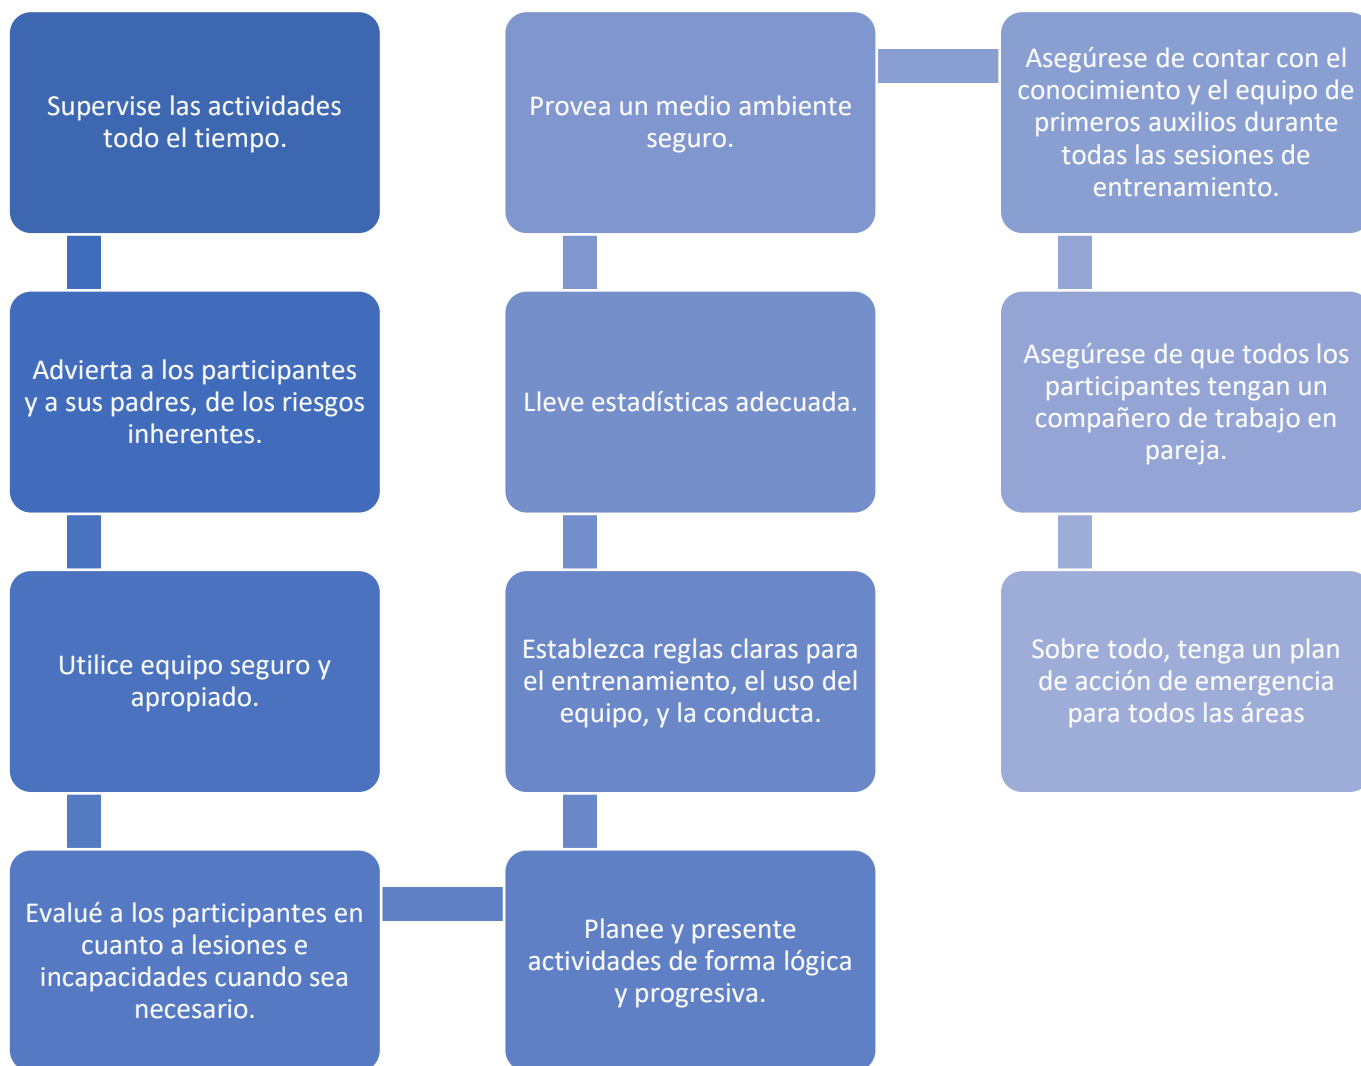 Supervise las actividades
todo el tiempo.
Advierta a los participantes
y a sus padres, de los riesgos
inherentes.
Utilice equipo seguro y
apropiado.
Evalué a los participantes en
cuanto a lesiones e
incapacidades cuando sea
necesario.
Planee y presente
actividades de forma lógica
y progresiva.
Establezca reglas claras para
el entrenamiento, el uso del
equipo, y la conducta.
Lleve estadísticas adecuada.
Provea un medio ambiente
seguro.
Asegúrese de contar con el
conocimiento y el equipo de
primeros auxilios durante
todas las sesiones de
entrenamiento.
Asegúrese de que todos los
participantes tengan un
compañero de trabajo en
pareja.
Sobre todo, tenga un plan
de acción de emergencia
para todos las áreas